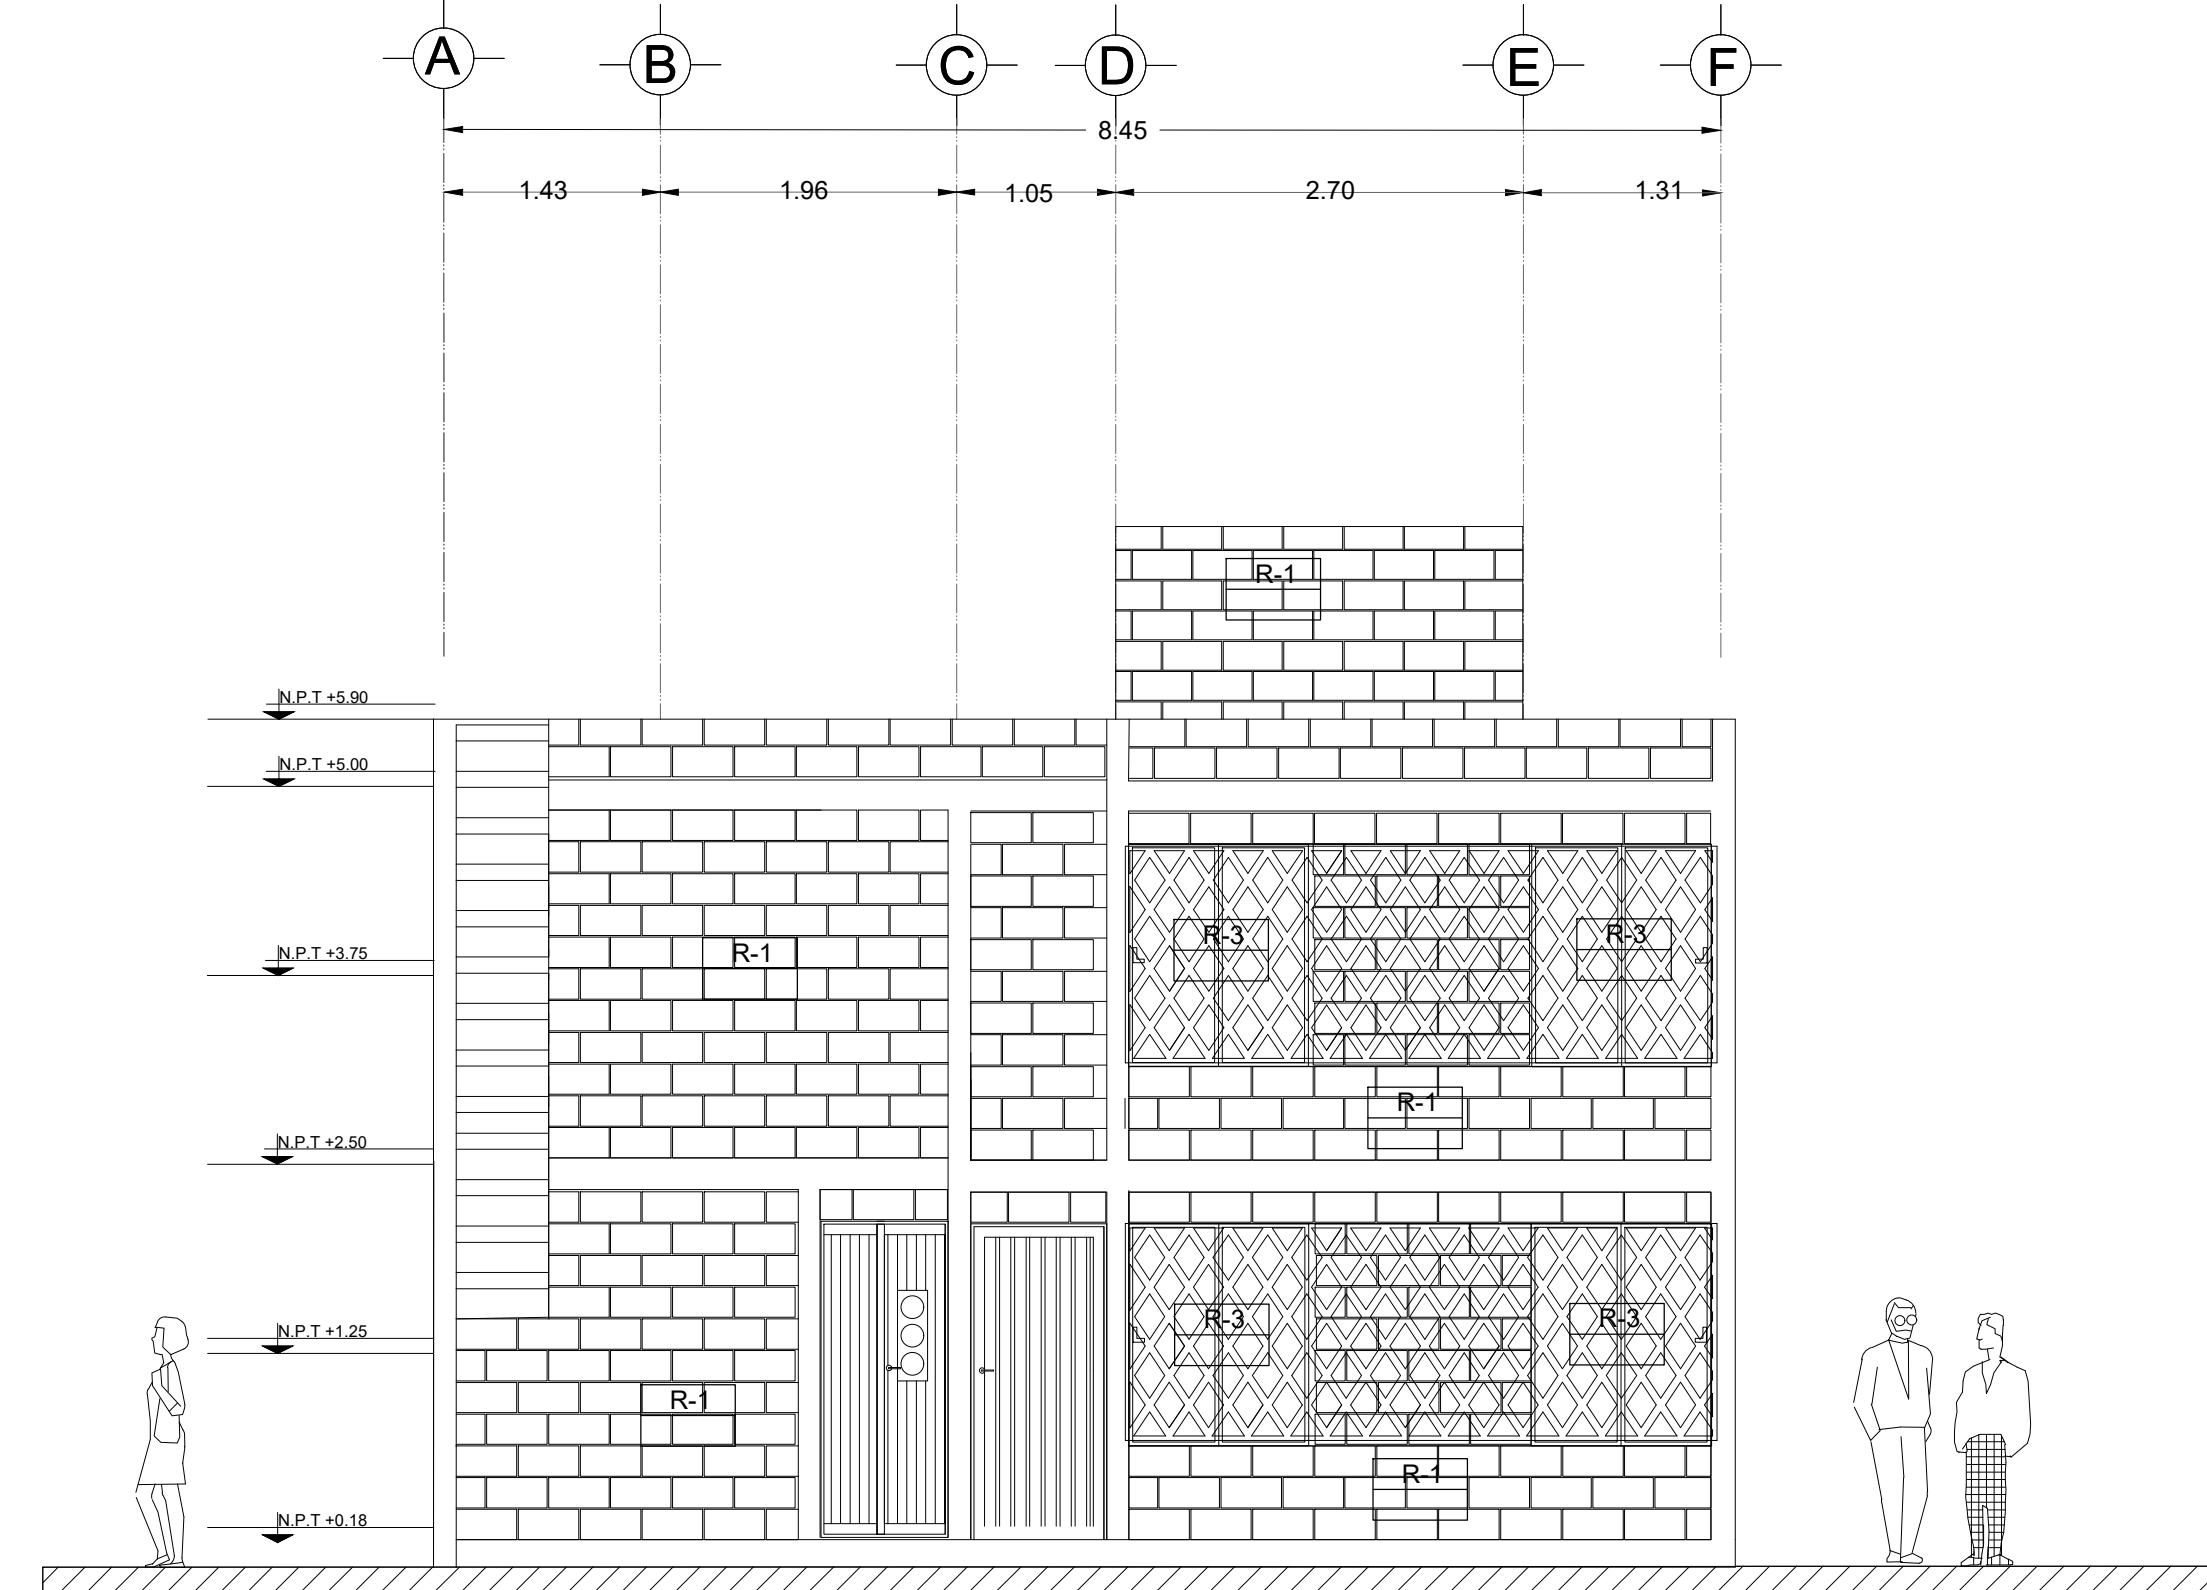 A B C D E F
8.45
1.43 1.96 1.05 2.70 1.31
R-1
N.P.T +5.90
N.P.T +5.00
R-3 R-3
N.P.T +3.75 R-1
R-1
N.P.T +2.50
R-3 R-3
N.P.T +1.25
R-1
R-1
N.P.T +0.18